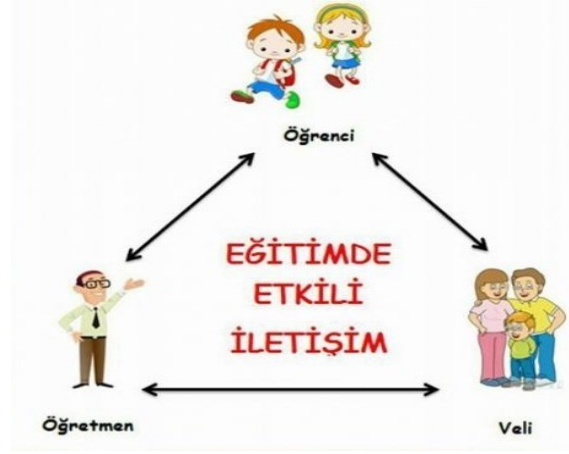 Öğrenci
EĞİTİMDE
ETKİLİ
İLETİŞİM
Öğretmen
Veli